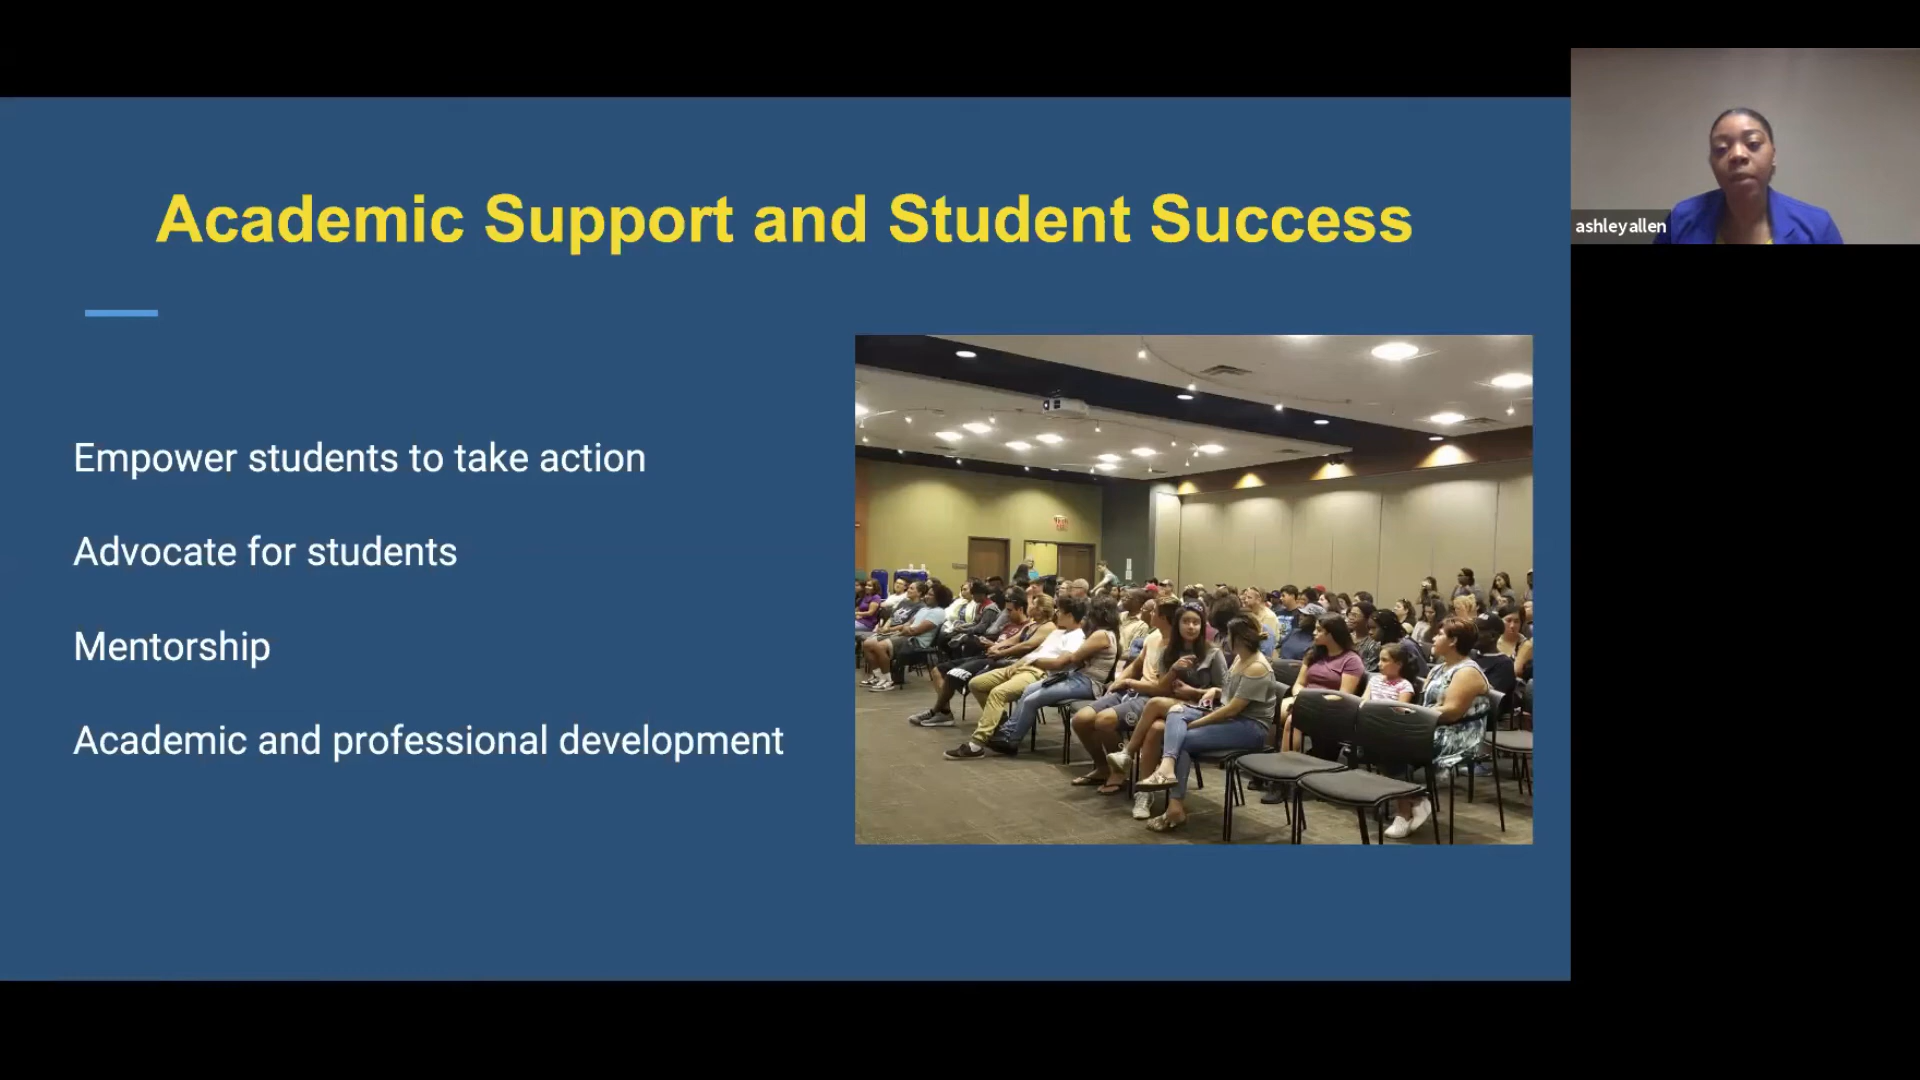 Academic Support and Student Success
ashleyallen
Empower students to take action
Advocate for students
Mentorship
Academic and professional development